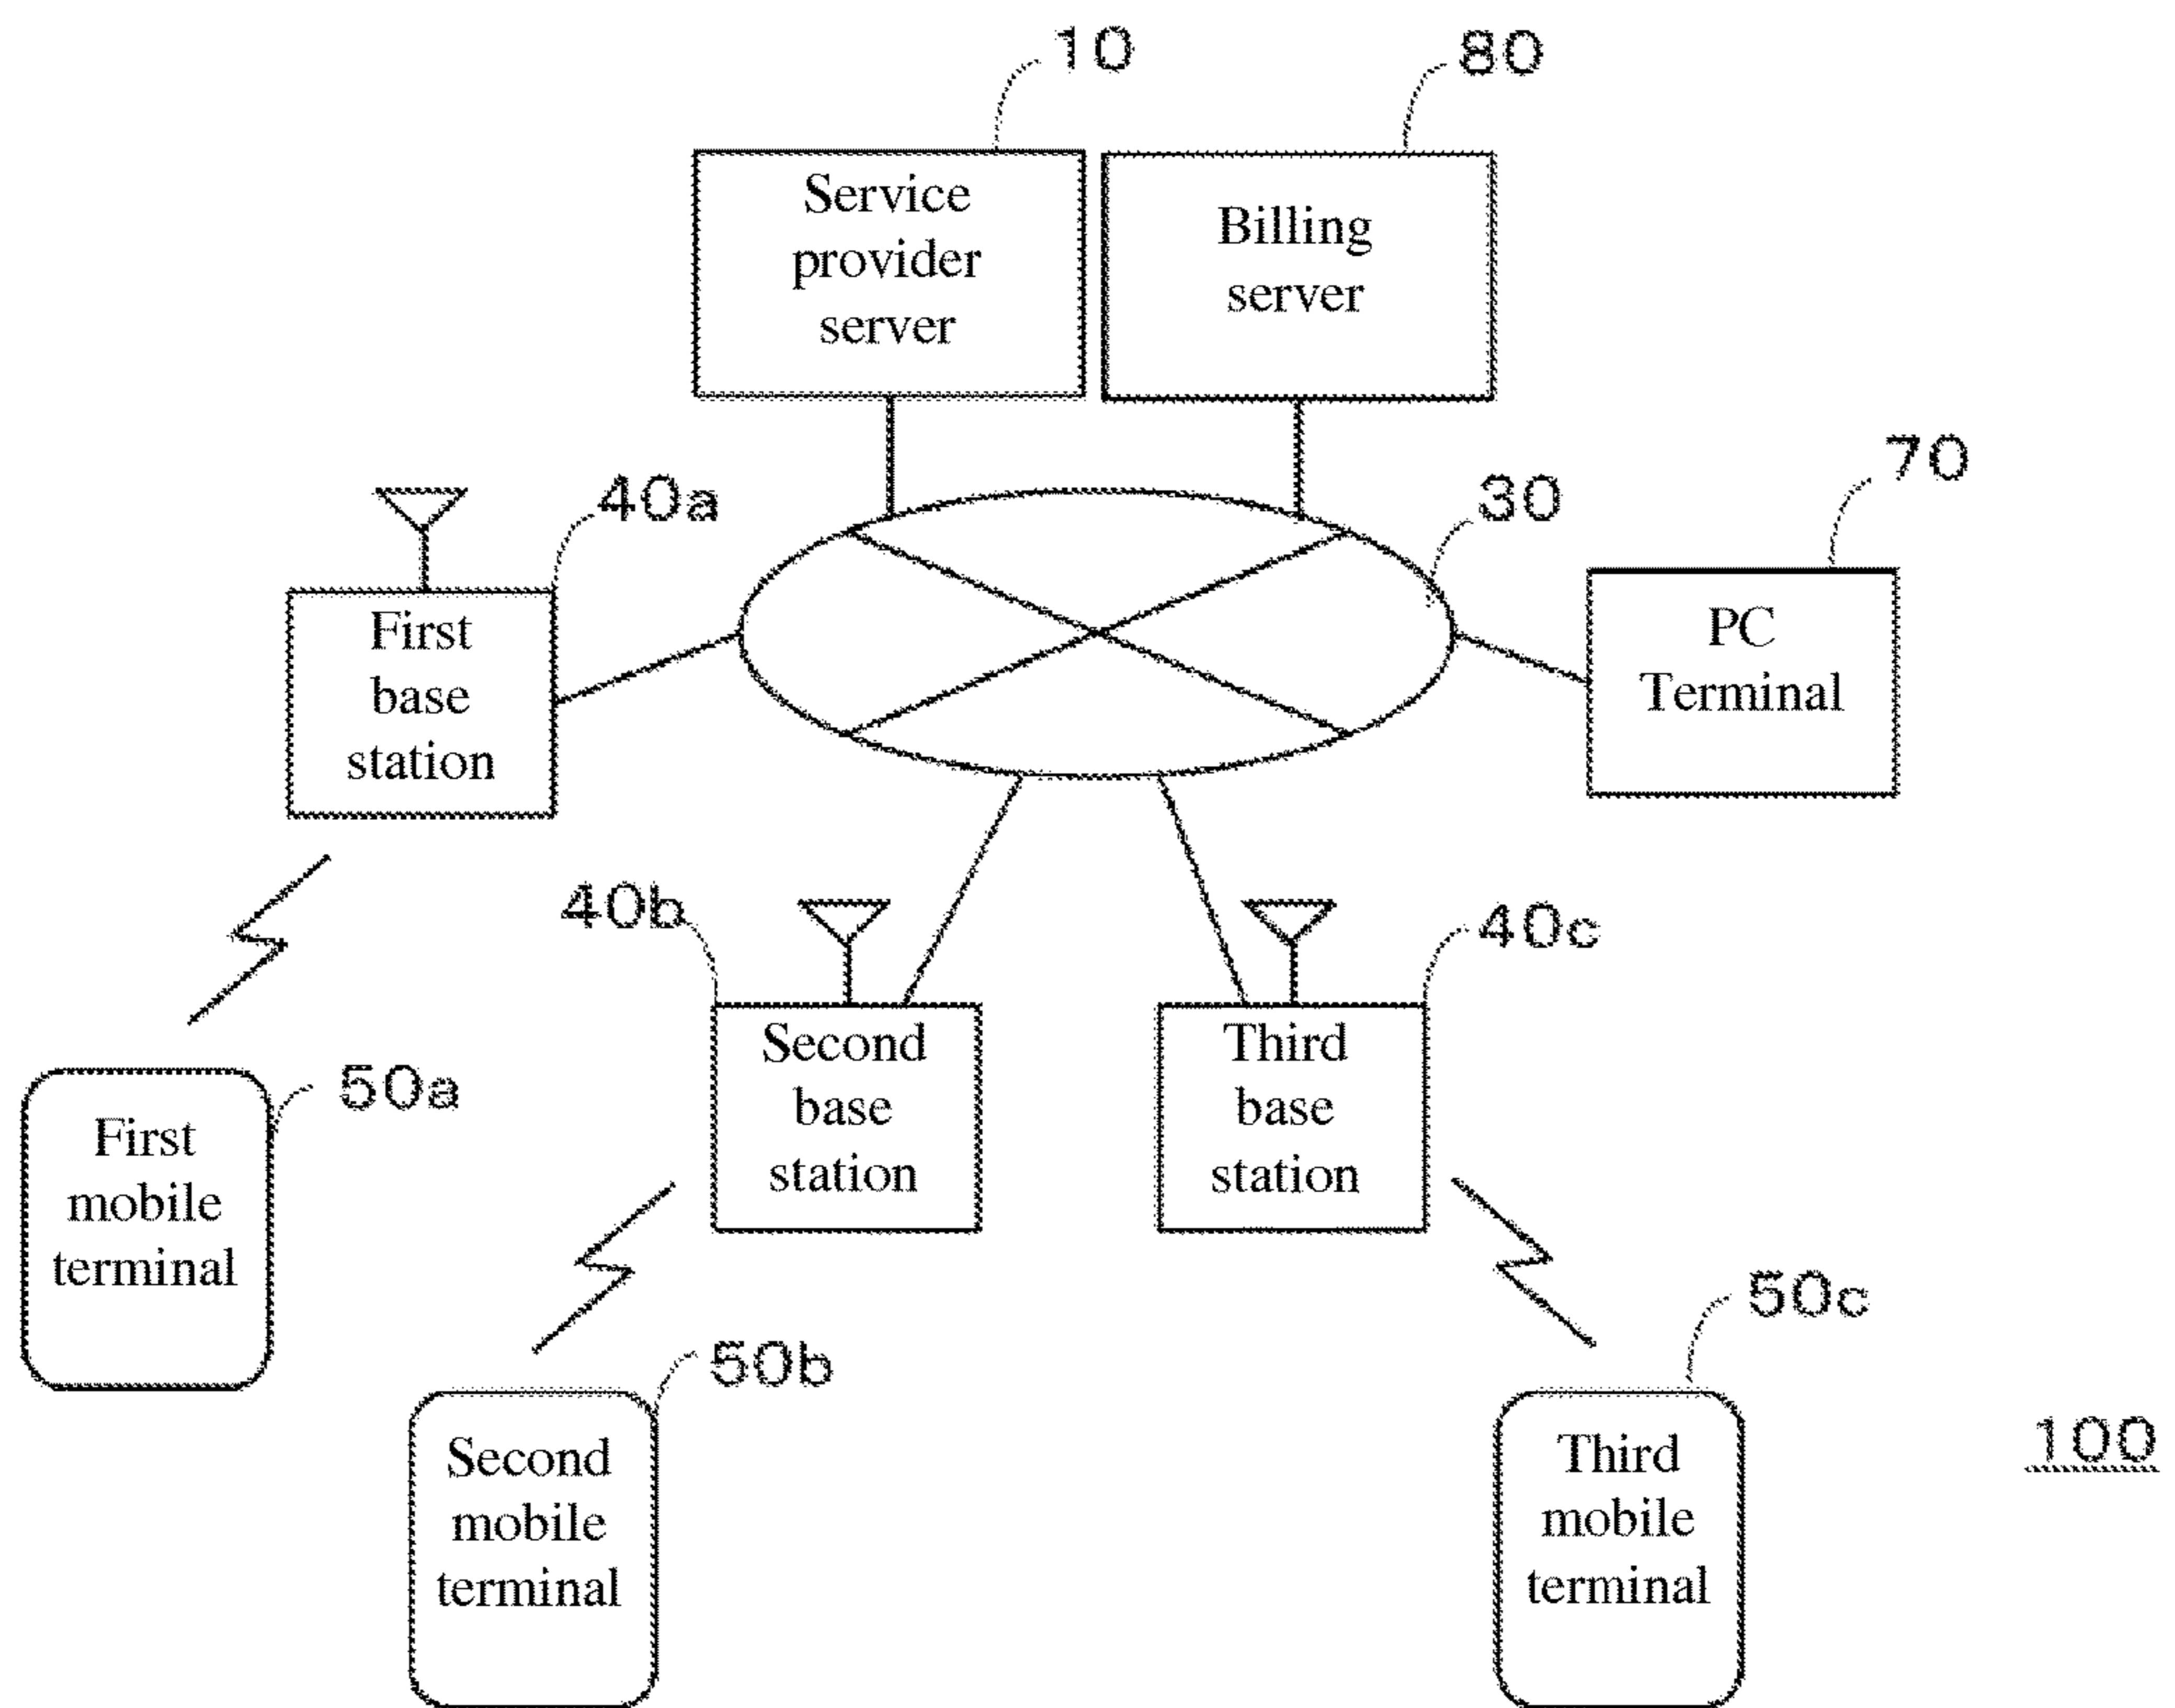 10
80
Service
provider
server
Billing
server
40a
30
70
First
base
station
PC
Terminal
40b
40c
Second
base
station
Third
base
station
50a
First
mobile
terminal
50b
Second
mobile
terminal
50c
Third
mobile
terminal
100